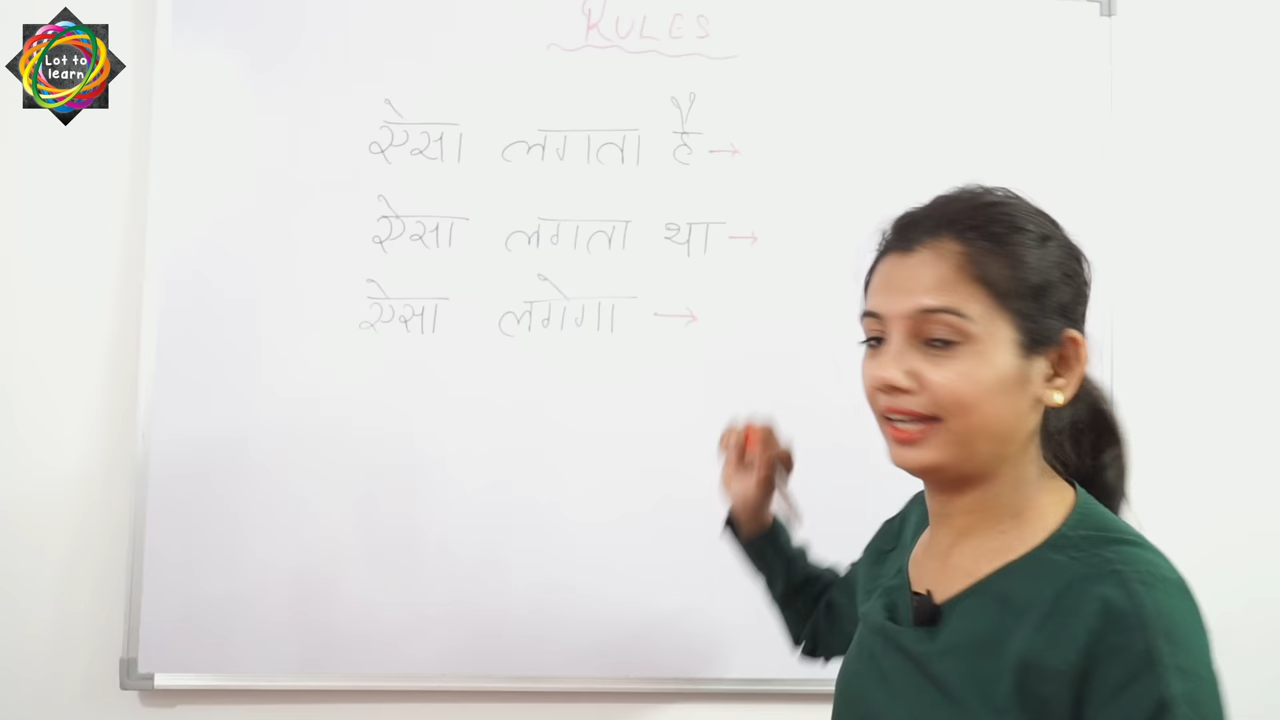 Lot to
learn
RULES
ऐसा लगता है →
ऐसा लगता था →
ऐसा लगेगा →